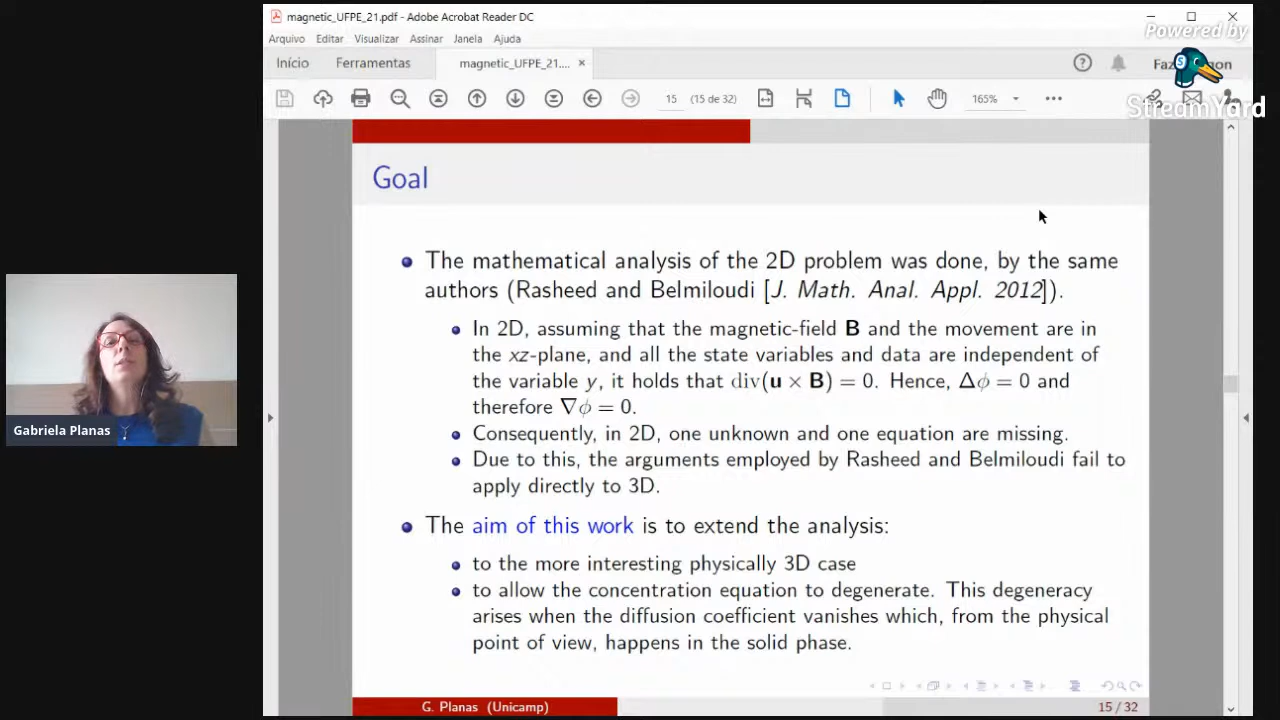 magnetic_UFPE_21.pdf - Adobe Acrobat Reader DC
Powered by
Arquivo Editar Visualizar Assinar Janela Ajuda
Início Ferramentas magnetic_UFPE_21.... ×
StreamYard
15 (15 de 32) 165%
Goal
The mathematical analysis of the 2D problem was done, by the same
authors (Rasheed and Belmiloudi [J. Math. Anal. Appl. 2012]).
In 2D, assuming that the magnetic-field B and the movement are in
the xz-plane, and all the state variables and data are independent of
the variable y, it holds that div(u × B) = 0. Hence, Δϕ = 0 and
therefore ∇ϕ = 0.
Consequently, in 2D, one unknown and one equation are missing.
Due to this, the arguments employed by Rasheed and Belmiloudi fail to
apply directly to 3D.
The aim of this work is to extend the analysis:
to the more interesting physically 3D case
to allow the concentration equation to degenerate. This degeneracy
arises when the diffusion coefficient vanishes which, from the physical
point of view, happens in the solid phase.
G. Planas (Unicamp) 15 / 32
Gabriela Planas